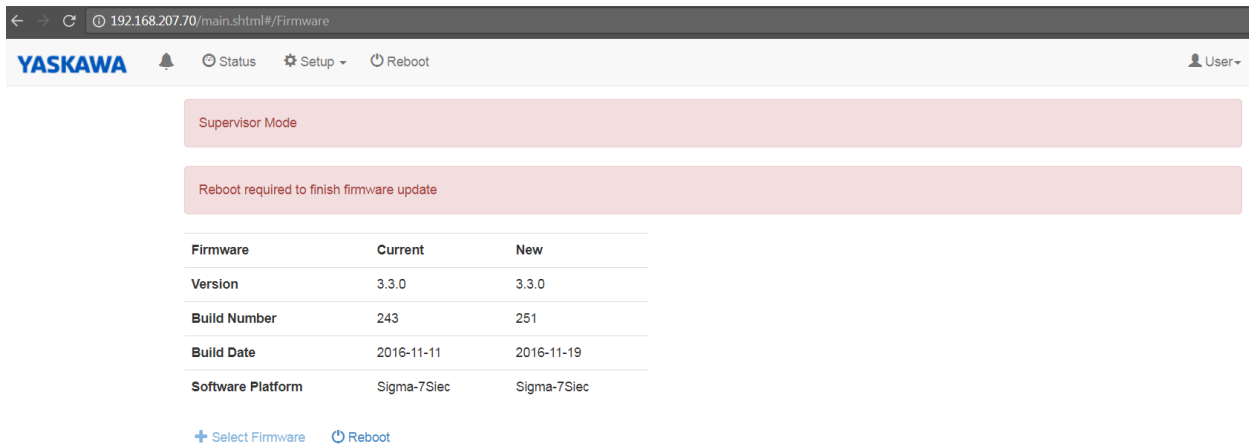 192.168.207.70/main.shtml#/Firmware
YASKAWA Status Setup Reboot User
Supervisor Mode
Reboot required to finish firmware update
Firmware Current New
Version 3.3.0 3.3.0
Build Number 243 251
Build Date 2016-11-11 2016-11-19
Software Platform Sigma-7Siec Sigma-7Siec
Select Firmware Reboot